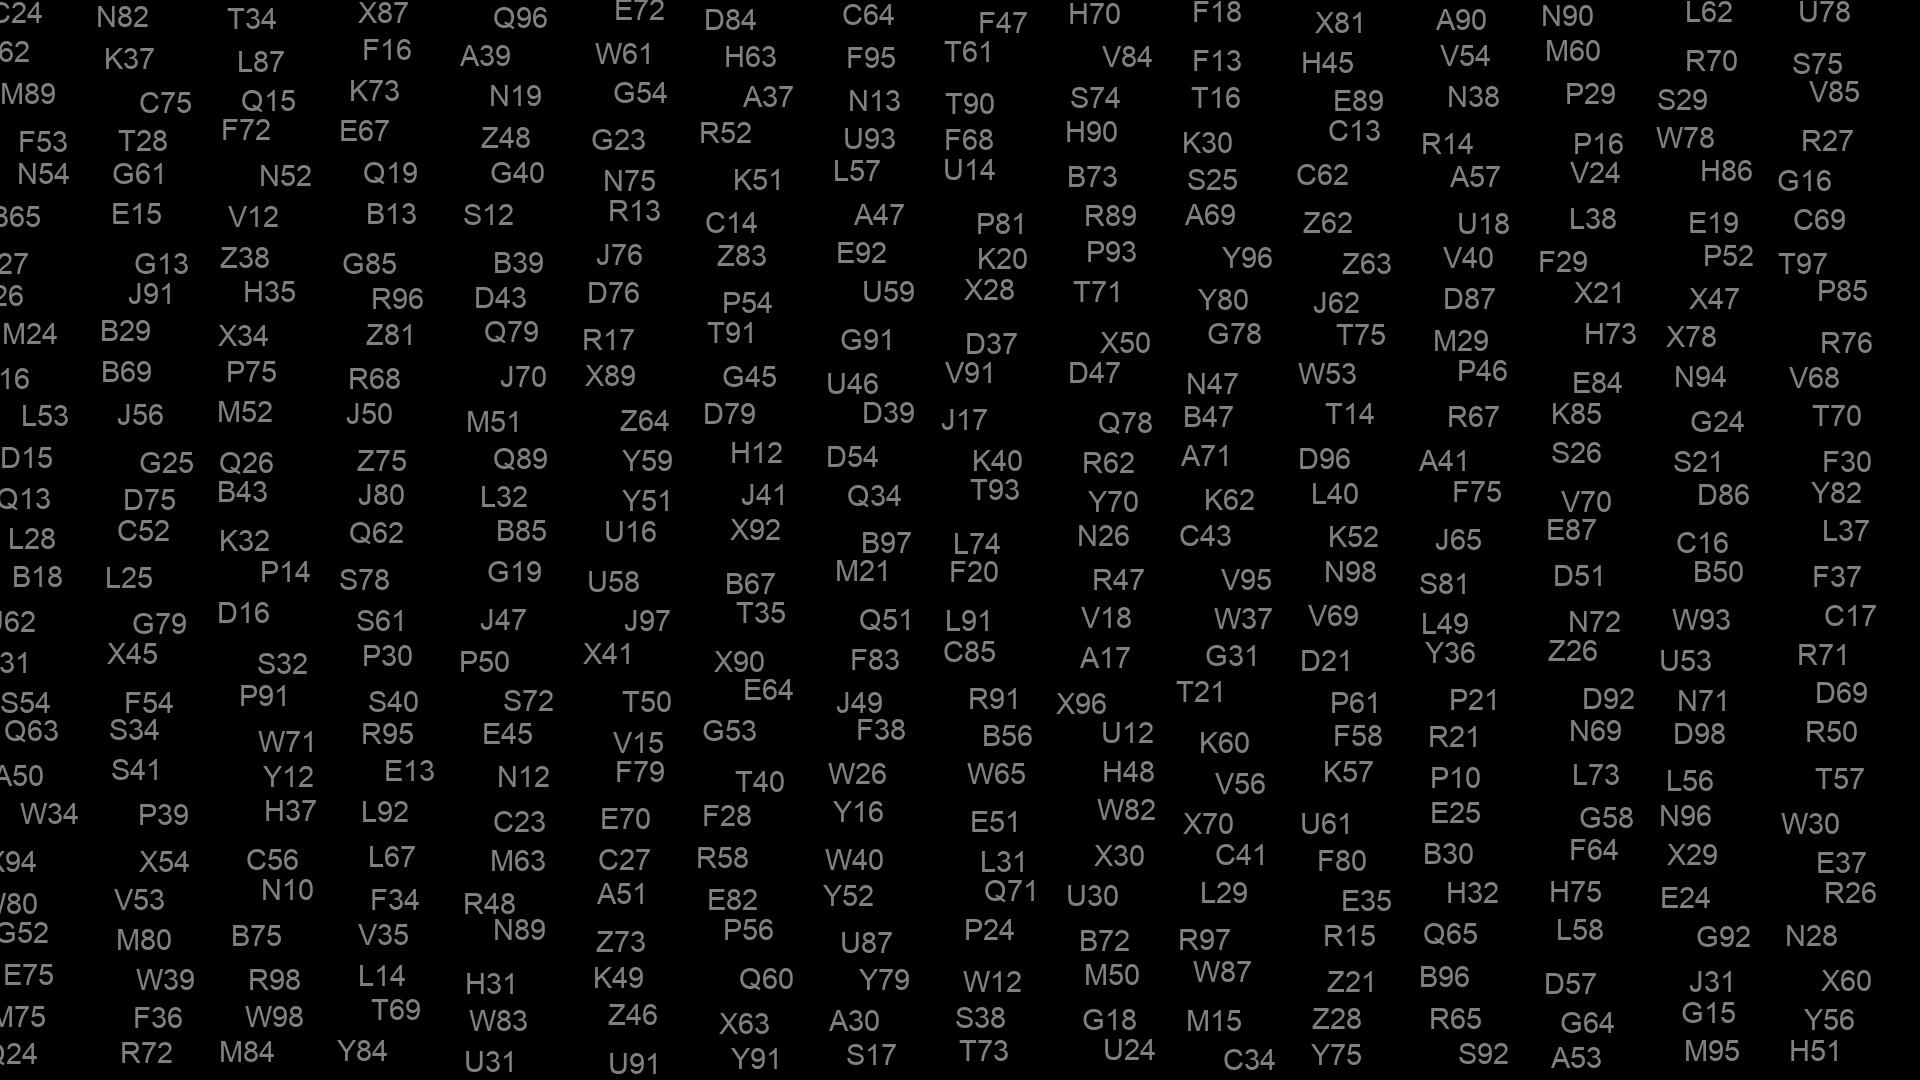 C24 N82 T34 X87 Q96 E72 D84 C64 F47 H70 F18 X81 A90 N90 L62 U78
62 K37 L87 F16 A39 W61 H63 F95 T61 V84 F13 H45 V54 M60 R70 S75
M89 C75 Q15 K73 N19 G54 A37 N13 T90 S74 T16 E89 N38 P29 S29 V85
F53 T28 F72 E67 Z48 G23 R52 U93 F68 H90 K30 C13 R14 P16 W78 R27
N54 G61 N52 Q19 G40 N75 K51 L57 U14 B73 S25 C62 A57 V24 H86 G16
B65 E15 V12 B13 S12 R13 C14 A47 P81 R89 A69 Z62 U18 L38 E19 C69
27 G13 Z38 G85 B39 J76 Z83 E92 K20 P93 Y96 Z63 V40 F29 P52 T97
26 J91 H35 R96 D43 D76 P54 U59 X28 T71 Y80 J62 D87 X21 X47 P85
M24 B29 X34 Z81 Q79 R17 T91 G91 D37 X50 G78 T75 M29 H73 X78 R76
16 B69 P75 R68 J70 X89 G45 U46 V91 D47 N47 W53 P46 E84 N94 V68
L53 J56 M52 J50 M51 Z64 D79 D39 J17 Q78 B47 T14 R67 K85 G24 T70
D15 G25 Q26 Z75 Q89 Y59 H12 D54 K40 R62 A71 D96 A41 S26 S21 F30
Q13 D75 B43 J80 L32 Y51 J41 Q34 T93 Y70 K62 L40 F75 V70 D86 Y82
L28 C52 K32 Q62 B85 U16 X92 B97 L74 N26 C43 K52 J65 E87 C16 L37
B18 L25 P14 S78 G19 U58 B67 M21 F20 R47 V95 N98 S81 D51 B50 F37
62 G79 D16 S61 J47 J97 T35 Q51 L91 V18 W37 V69 L49 N72 W93 C17
31 X45 S32 P30 P50 X41 X90 F83 C85 A17 G31 D21 Y36 Z26 U53 R71
S54 F54 P91 S40 S72 T50 E64 J49 R91 X96 T21 P61 P21 D92 N71 D69
Q63 S34 W71 R95 E45 V15 G53 F38 B56 U12 K60 F58 R21 N69 D98 R50
A50 S41 Y12 E13 N12 F79 T40 W26 W65 H48 V56 K57 P10 L73 L56 T57
W34 P39 H37 L92 C23 E70 F28 Y16 E51 W82 X70 U61 E25 G58 N96 W30
94 X54 C56 L67 M63 C27 R58 W40 L31 X30 C41 F80 B30 F64 X29 E37
80 V53 N10 F34 R48 A51 E82 Y52 Q71 U30 L29 E35 H32 H75 E24 R26
G52 M80 B75 V35 N89 Z73 P56 U87 P24 B72 R97 R15 Q65 L58 G92 N28
E75 W39 R98 L14 H31 K49 Q60 Y79 W12 M50 W87 Z21 B96 D57 J31 X60
M75 F36 W98 T69 W83 Z46 X63 A30 S38 G18 M15 Z28 R65 G64 G15 Y56
Q24 R72 M84 Y84 U31 U91 Y91 S17 T73 U24 C34 Y75 S92 A53 M95 H51